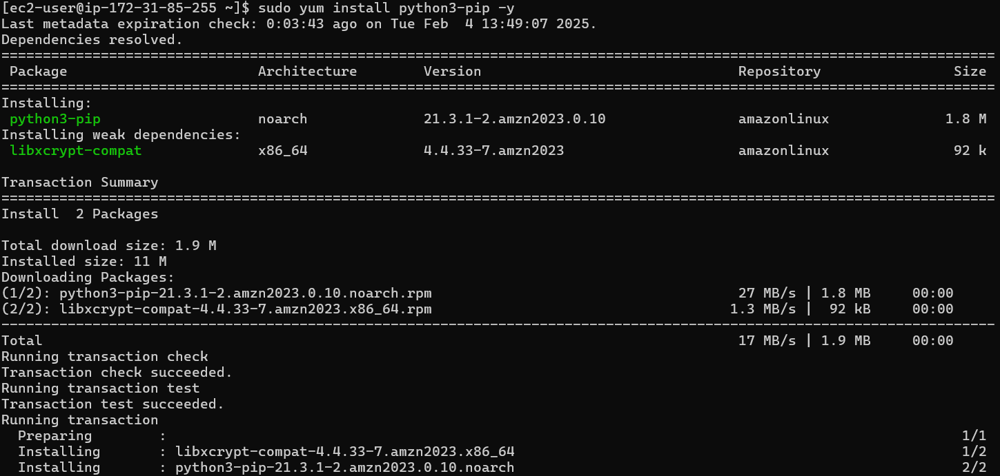 [ec2-user@ip-172-31-85-255 ~]$ sudo yum install python3-pip -y
Last metadata expiration check: 0:03:43 ago on Tue Feb  4 13:49:07 2025.
Dependencies resolved.
========================================================================================================================
 Package                       Architecture        Version                               Repository                Size
========================================================================================================================
Installing:
 python3-pip                   noarch              21.3.1-2.amzn2023.0.10                amazonlinux              1.8 M
Installing weak dependencies:
 libxcrypt-compat              x86_64              4.4.33-7.amzn2023                     amazonlinux               92 k

Transaction Summary
========================================================================================================================
Install  2 Packages

Total download size: 1.9 M
Installed size: 11 M
Downloading Packages:
(1/2): python3-pip-21.3.1-2.amzn2023.0.10.noarch.rpm                                     27 MB/s | 1.8 MB     00:00
(2/2): libxcrypt-compat-4.4.33-7.amzn2023.x86_64.rpm                                    1.3 MB/s |  92 kB     00:00
------------------------------------------------------------------------------------------------------------------------
Total                                                                                    17 MB/s | 1.9 MB     00:00
Running transaction check
Transaction check succeeded.
Running transaction test
Transaction test succeeded.
Running transaction
  Preparing        :                                                                                                1/1
  Installing       : libxcrypt-compat-4.4.33-7.amzn2023.x86_64                                                      1/2
  Installing       : python3-pip-21.3.1-2.amzn2023.0.10.noarch                                                      2/2